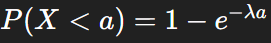 P(X < a) = 1 − e^{−λa}